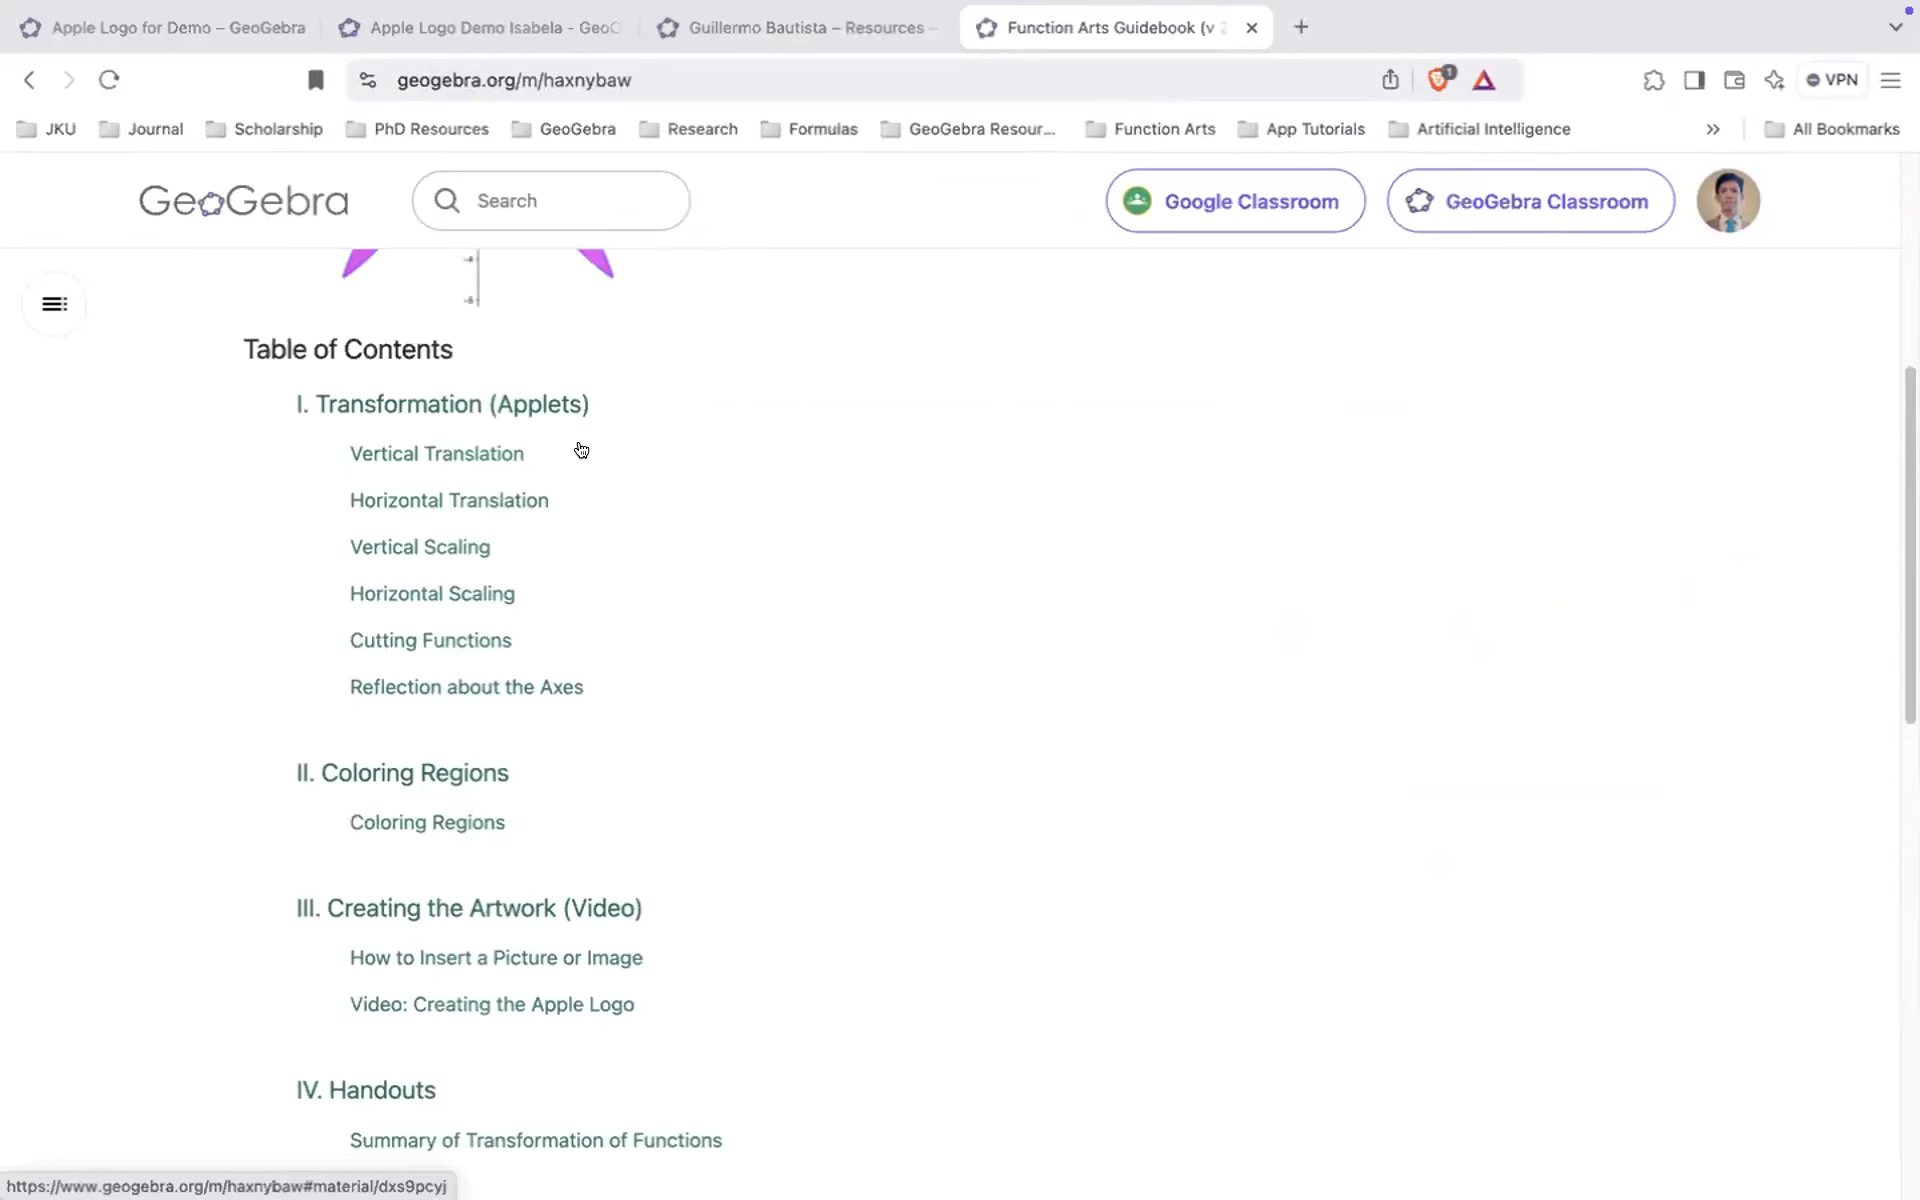 Apple Logo for Demo – GeoGebra
Apple Logo Demo Isabela - Geo
Guillermo Bautista – Resources –
Function Arts Guidebook (v
geogebra.org/m/haxnybaw
1
VPN
JKU
Journal
Scholarship
PhD Resources
GeoGebra
Research
Formulas
GeoGebra Resour...
Function Arts
App Tutorials
Artificial Intelligence
All Bookmarks
GeoGebra
Search
Google Classroom
GeoGebra Classroom
Table of Contents
I. Transformation (Applets)
Vertical Translation
Horizontal Translation
Vertical Scaling
Horizontal Scaling
Cutting Functions
Reflection about the Axes
II. Coloring Regions
Coloring Regions
III. Creating the Artwork (Video)
How to Insert a Picture or Image
Video: Creating the Apple Logo
IV. Handouts
Summary of Transformation of Functions
https://www.geogebra.org/m/haxnybaw#material/dxs9pcyj